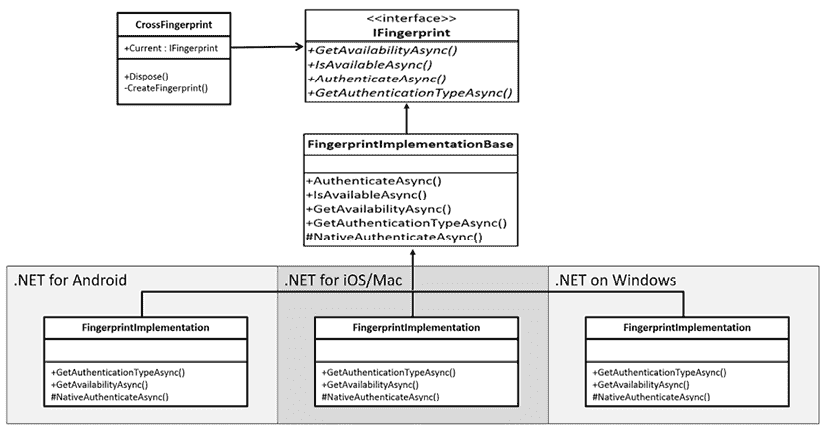 CrossFingerprint
+Current : IFingerprint
+Dispose()
-CreateFingerprint()
<<interface>>
IFingerprint
+GetAvailabilityAsync()
+IsAvailableAsync()
+AuthenticateAsync()
+GetAuthenticationTypeAsync()
FingerprintImplementationBase
+AuthenticateAsync()
+IsAvailableAsync()
+GetAvailabilityAsync()
+GetAuthenticationTypeAsync()
#NativeAuthenticateAsync()
.NET for Android
FingerprintImplementation
+GetAuthenticationTypeAsync()
+GetAvailabilityAsync()
#NativeAuthenticateAsync()
.NET for iOS/Mac
FingerprintImplementation
+GetAuthenticationTypeAsync()
+GetAvailabilityAsync()
#NativeAuthenticateAsync()
.NET on Windows
FingerprintImplementation
+GetAuthenticationTypeAsync()
+GetAvailabilityAsync()
#NativeAuthenticateAsync()